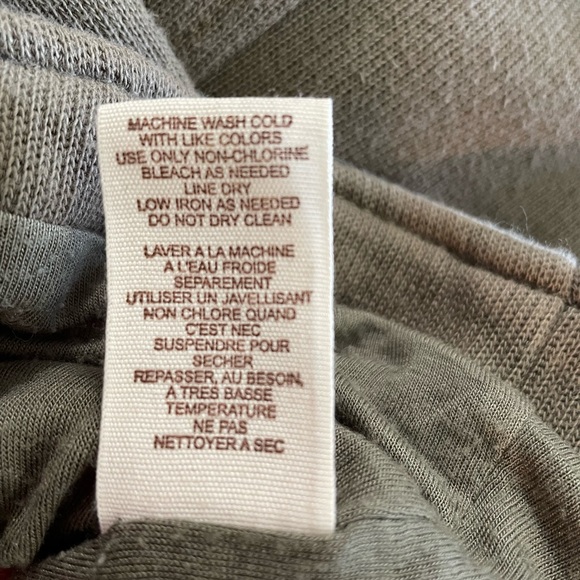 MACHINE WASH COLD
WITH LIKE COLORS
USE ONLY NON-CHLORINE
BLEACH AS NEEDED
LINE DRY
LOW IRON AS NEEDED
DO NOT DRY CLEAN
LAVER A LA MACHINE
A L'EAU FROIDE
SEPAREMENT
UTILISER UN JAVELLISANT
NON CHLORE QUAND
C'EST NEC
SUSPENDRE POUR
SECHER
REPASSER, AU BESOIN,
A TRES BASSE
TEMPERATURE
NE PAS
NETTOYER A SEC